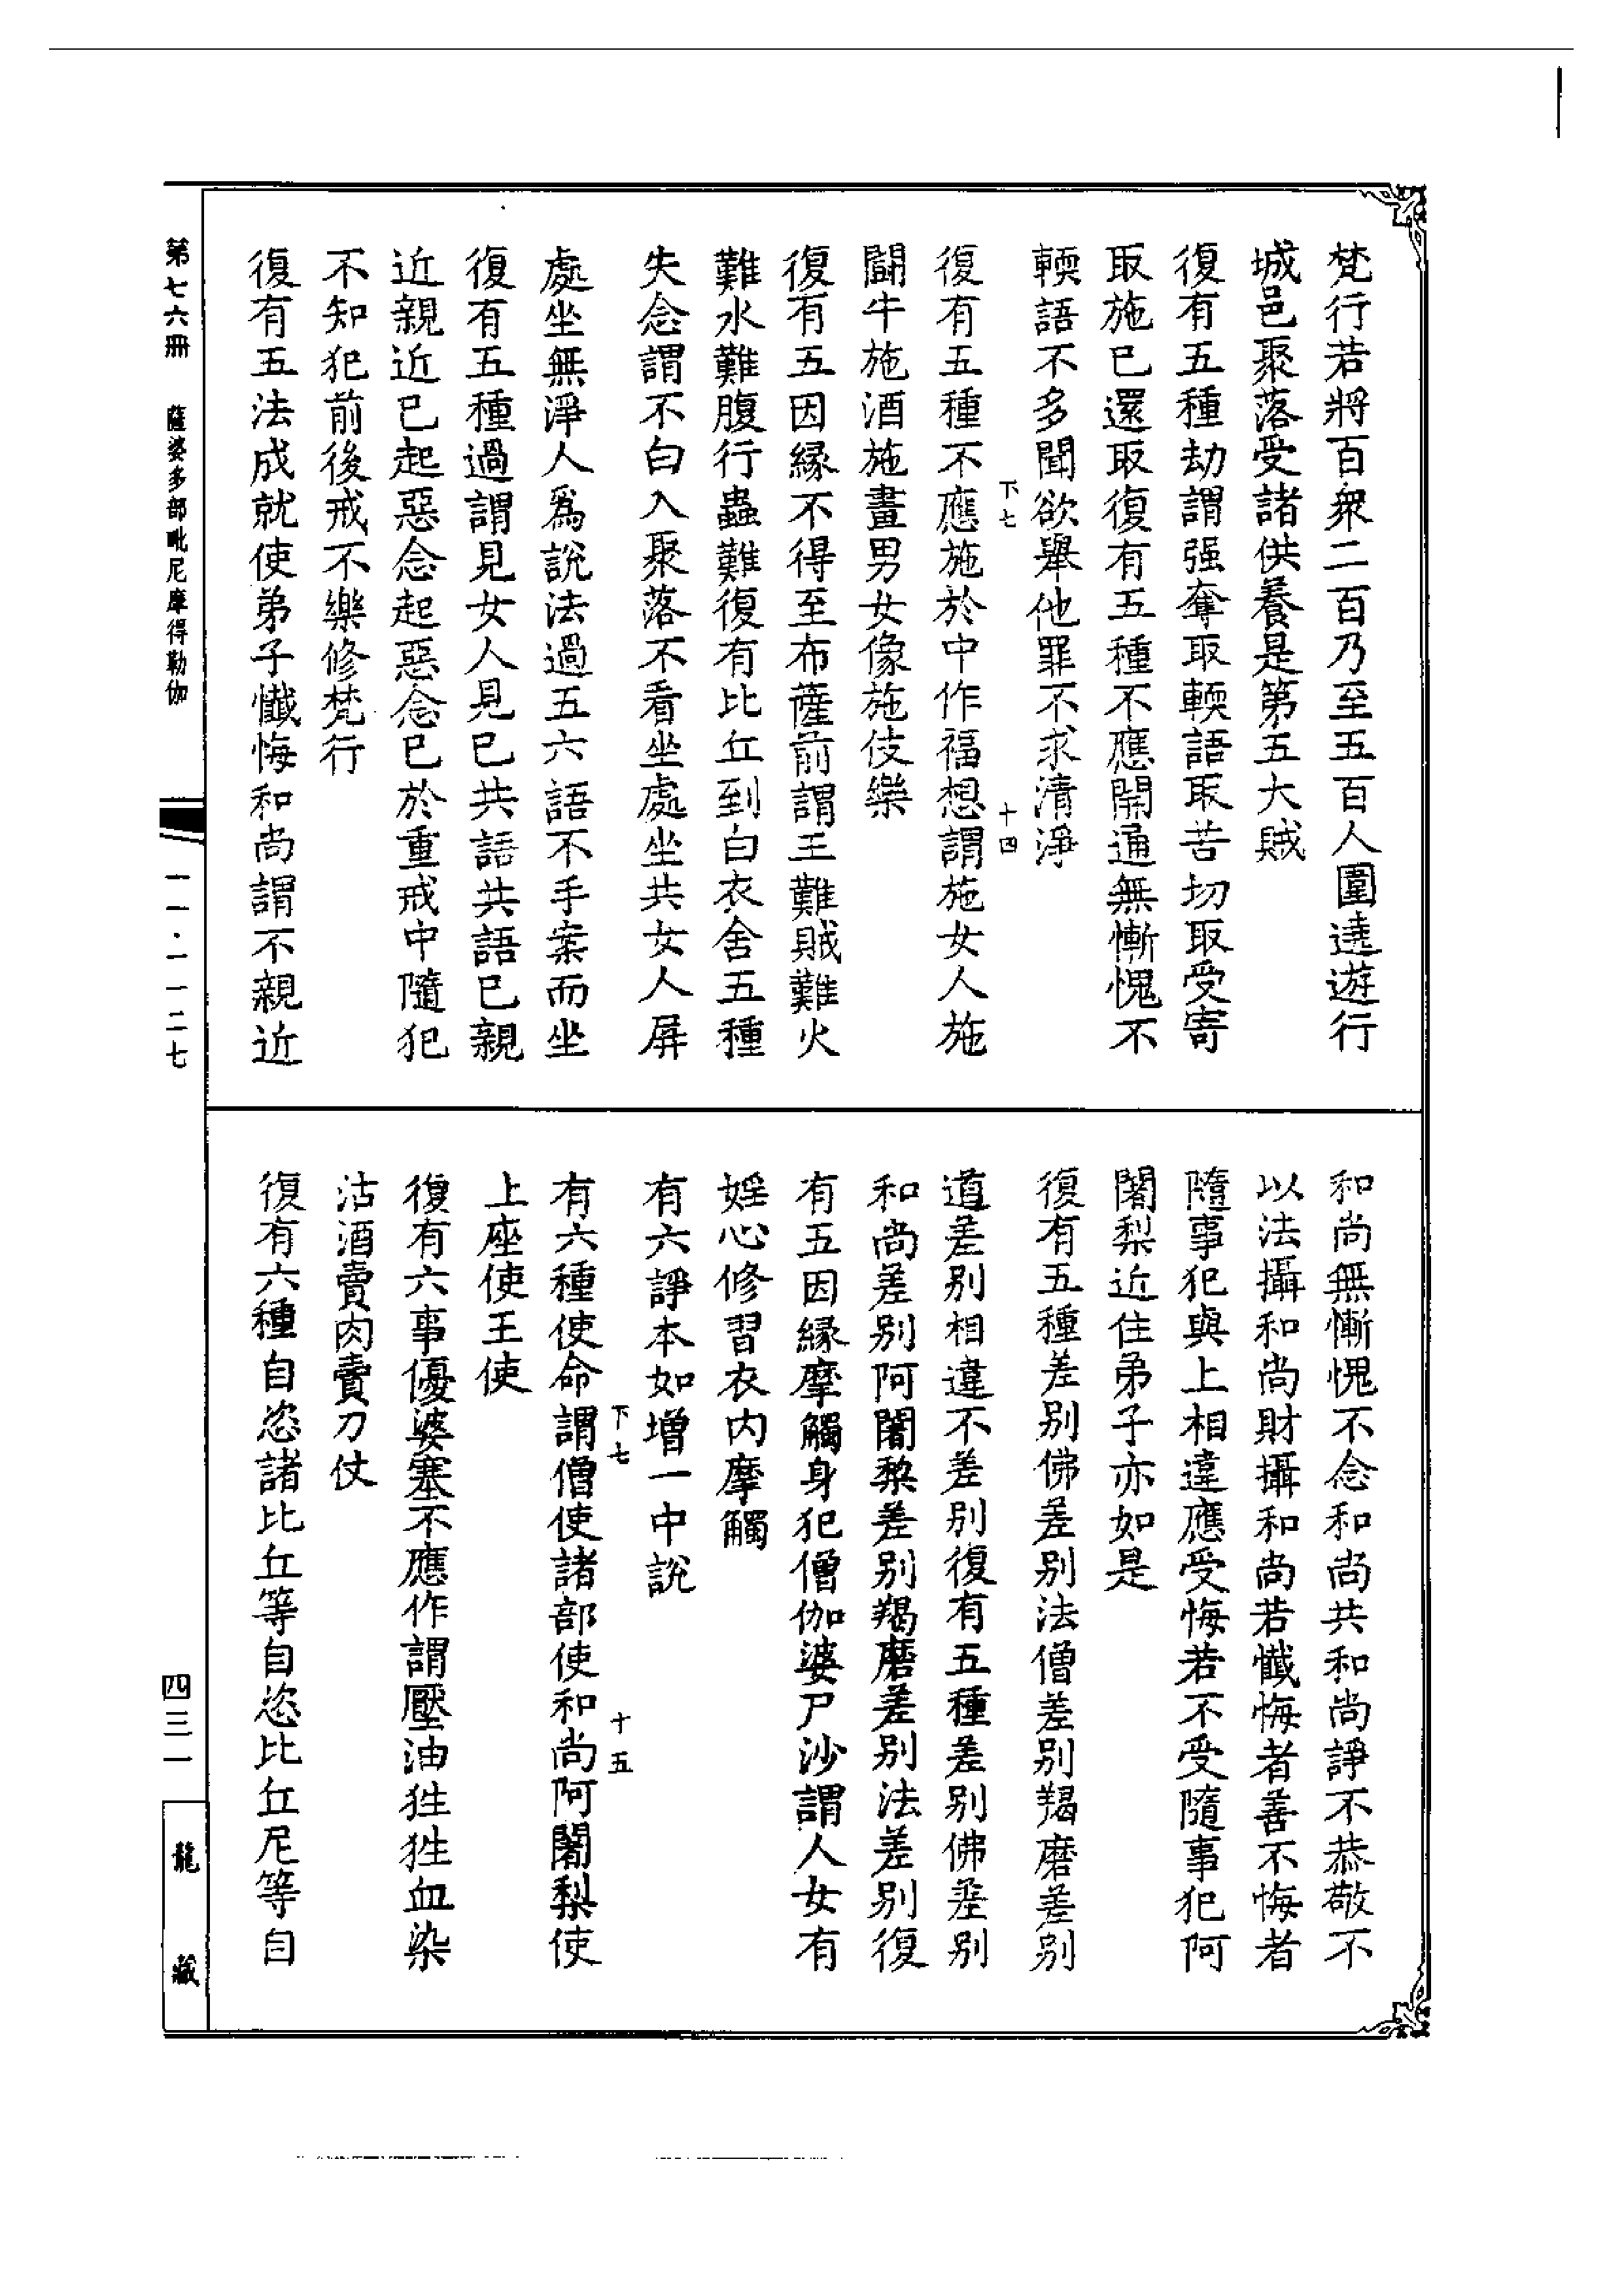 梵行若將百衆二百乃至五百人圍遶遊行
城邑聚落受諸供養是第五大賊
復有五種劫謂强奪取輭語取苦切取受寄
取施已還取復有五種不應開通無慚愧不
輭語不多聞欲舉他罪不求清淨
下七 十四
復有五種不應施於中作福想謂施女人施
鬪牛施酒施畫男女像施伎樂
復有五因緣不得至布薩前謂王難賊難火
難水難腹行蟲難復有比丘到白衣舍五種
失念謂不白入聚落不看坐處坐共女人屏
處坐無淨人爲說法過五六語不手案而坐
復有五種過謂見女人見已共語共語已親
近親近已起惡念起惡念已於重戒中隨犯
不知犯前後戒不樂修梵行
復有五法成就使弟子懺悔和尚謂不親近
和尚無慚愧不念和尚共和尚諍不恭敬不
以法攝和尚財攝和尚若懺悔者善不悔者
隨事犯與上相違應受悔若不受隨事犯阿
闍梨近住弟子亦如是
復有五種差别佛差别法僧差别羯磨差别
道差别相違不差别復有五種差别佛差别
和尚差别阿闍梨差别羯磨差别法差别復
有五因緣摩觸身犯僧伽婆尸沙謂人女有
婬心修習衣内摩觸
有六諍本如增一中說
下七 十五
有六種使命謂僧使諸部使和尚阿闍梨使
上座使王使
復有六事優婆塞不應作謂壓油狌狌血染
沽酒賣肉賣刀仗
復有六種自恣諸比丘等自恣比丘尼等自
第七六冊 薩婆多部毗尼摩得勒伽 一一·一一二七 四三一 龍藏